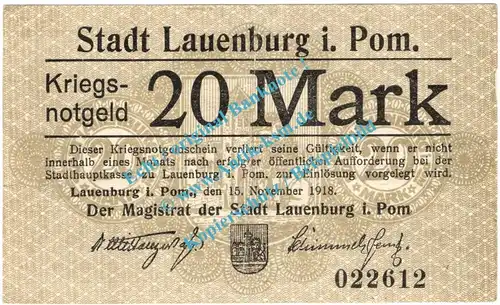 Stadt Lauenburg i. Pom.
Kriegs-
notgeld
20 Mark
Dieser Kriegsnotgeldschein verliert seine Gültigkeit, wenn er nicht
innerhalb eines Monats nach erfolgter öffentlicher Aufforderung bei der
Stadthauptkasse zu Lauenburg i. Pom. zur Einlösung vorgelegt wird.
Lauenburg i. Pom., den 15. November 1918.
Der Magistrat der Stadt Lauenburg i. Pom
022612